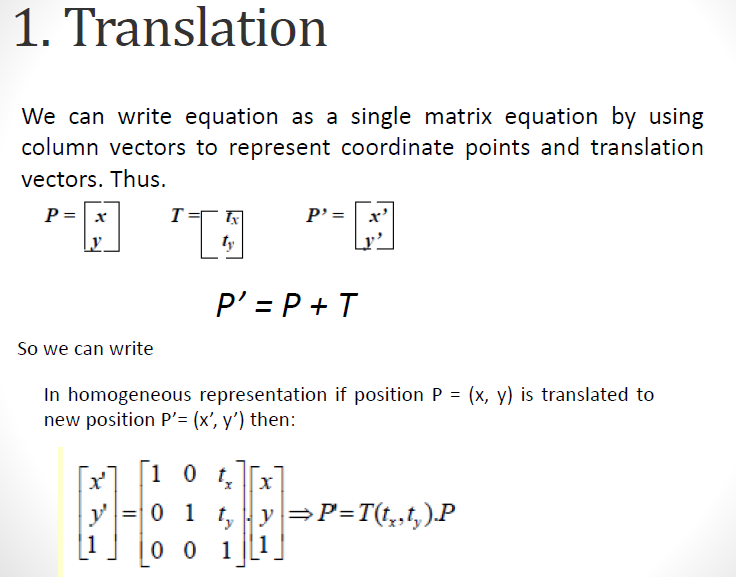 1. Translation
We can write equation as a single matrix equation by using
column vectors to represent coordinate points and translation
vectors. Thus.
P = [x y] T = [tx ty] P' = [x' y']
P' = P + T
So we can write
In homogeneous representation if position P = (x, y) is translated to
new position P'= (x', y') then:
[x'] [1 0 tx] [x]
[y'] = [0 1 ty] . [y] ⇒ P'=T(tx,ty).P
[1] [0 0 1] [1]